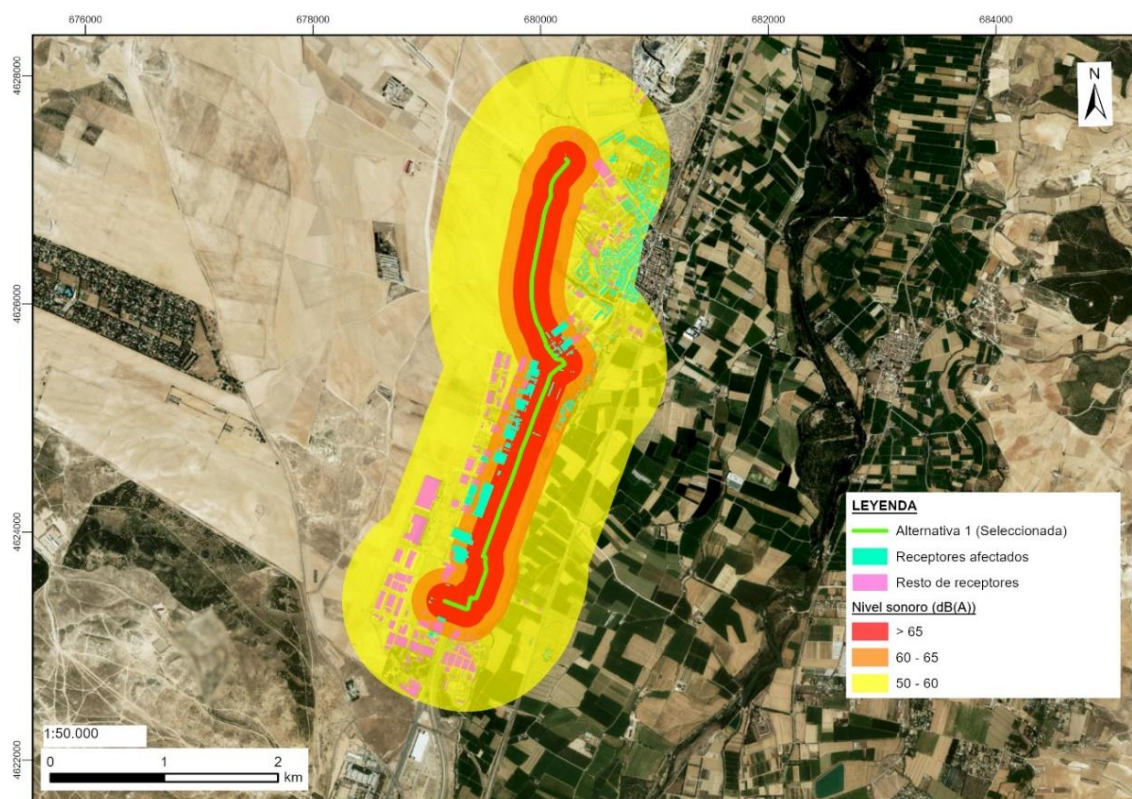 676000
678000
680000
682000
684000
4628000
4626000
4624000
4622000
N
LEYENDA
Alternativa 1 (Seleccionada)
Receptores afectados
Resto de receptores
Nivel sonoro (dB(A))
> 65
60 - 65
50 - 60
1:50.000
0 1 2
km